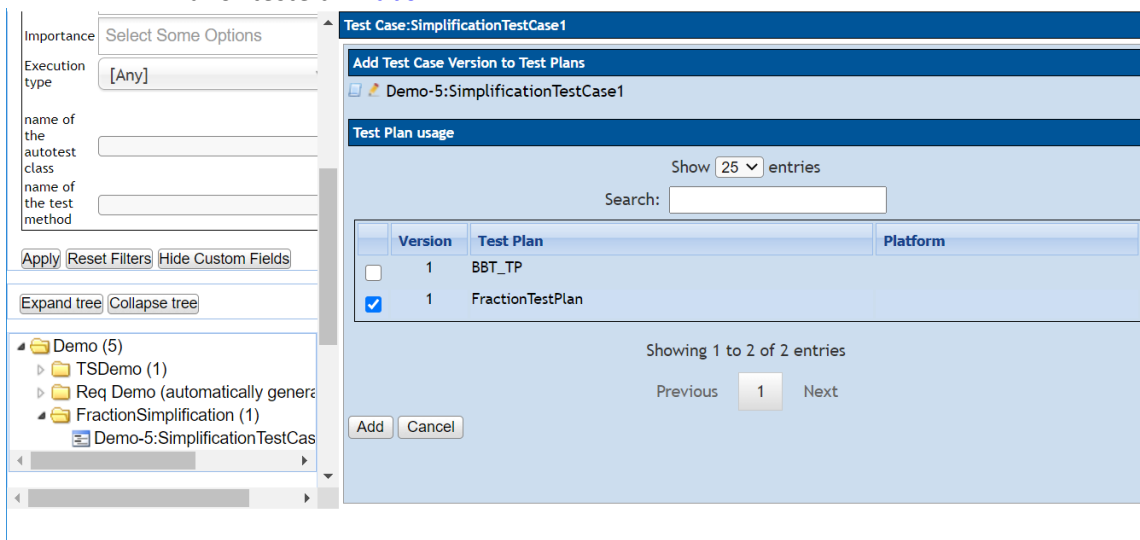 Importance
Select Some Options
Execution
type
[Any]
name of
the
autotest
class
name of
the test
method
Apply Reset Filters Hide Custom Fields
Expand tree Collapse tree
Demo (5)
TSDemo (1)
Req Demo (automatically genera
FractionSimplification (1)
Demo-5:SimplificationTestCas
Test Case:SimplificationTestCase1
Add Test Case Version to Test Plans
Demo-5:SimplificationTestCase1
Test Plan usage
Show 25 entries
Search:
Version Test Plan Platform
1 BBT_TP
1 FractionTestPlan
Showing 1 to 2 of 2 entries
Previous 1 Next
Add Cancel